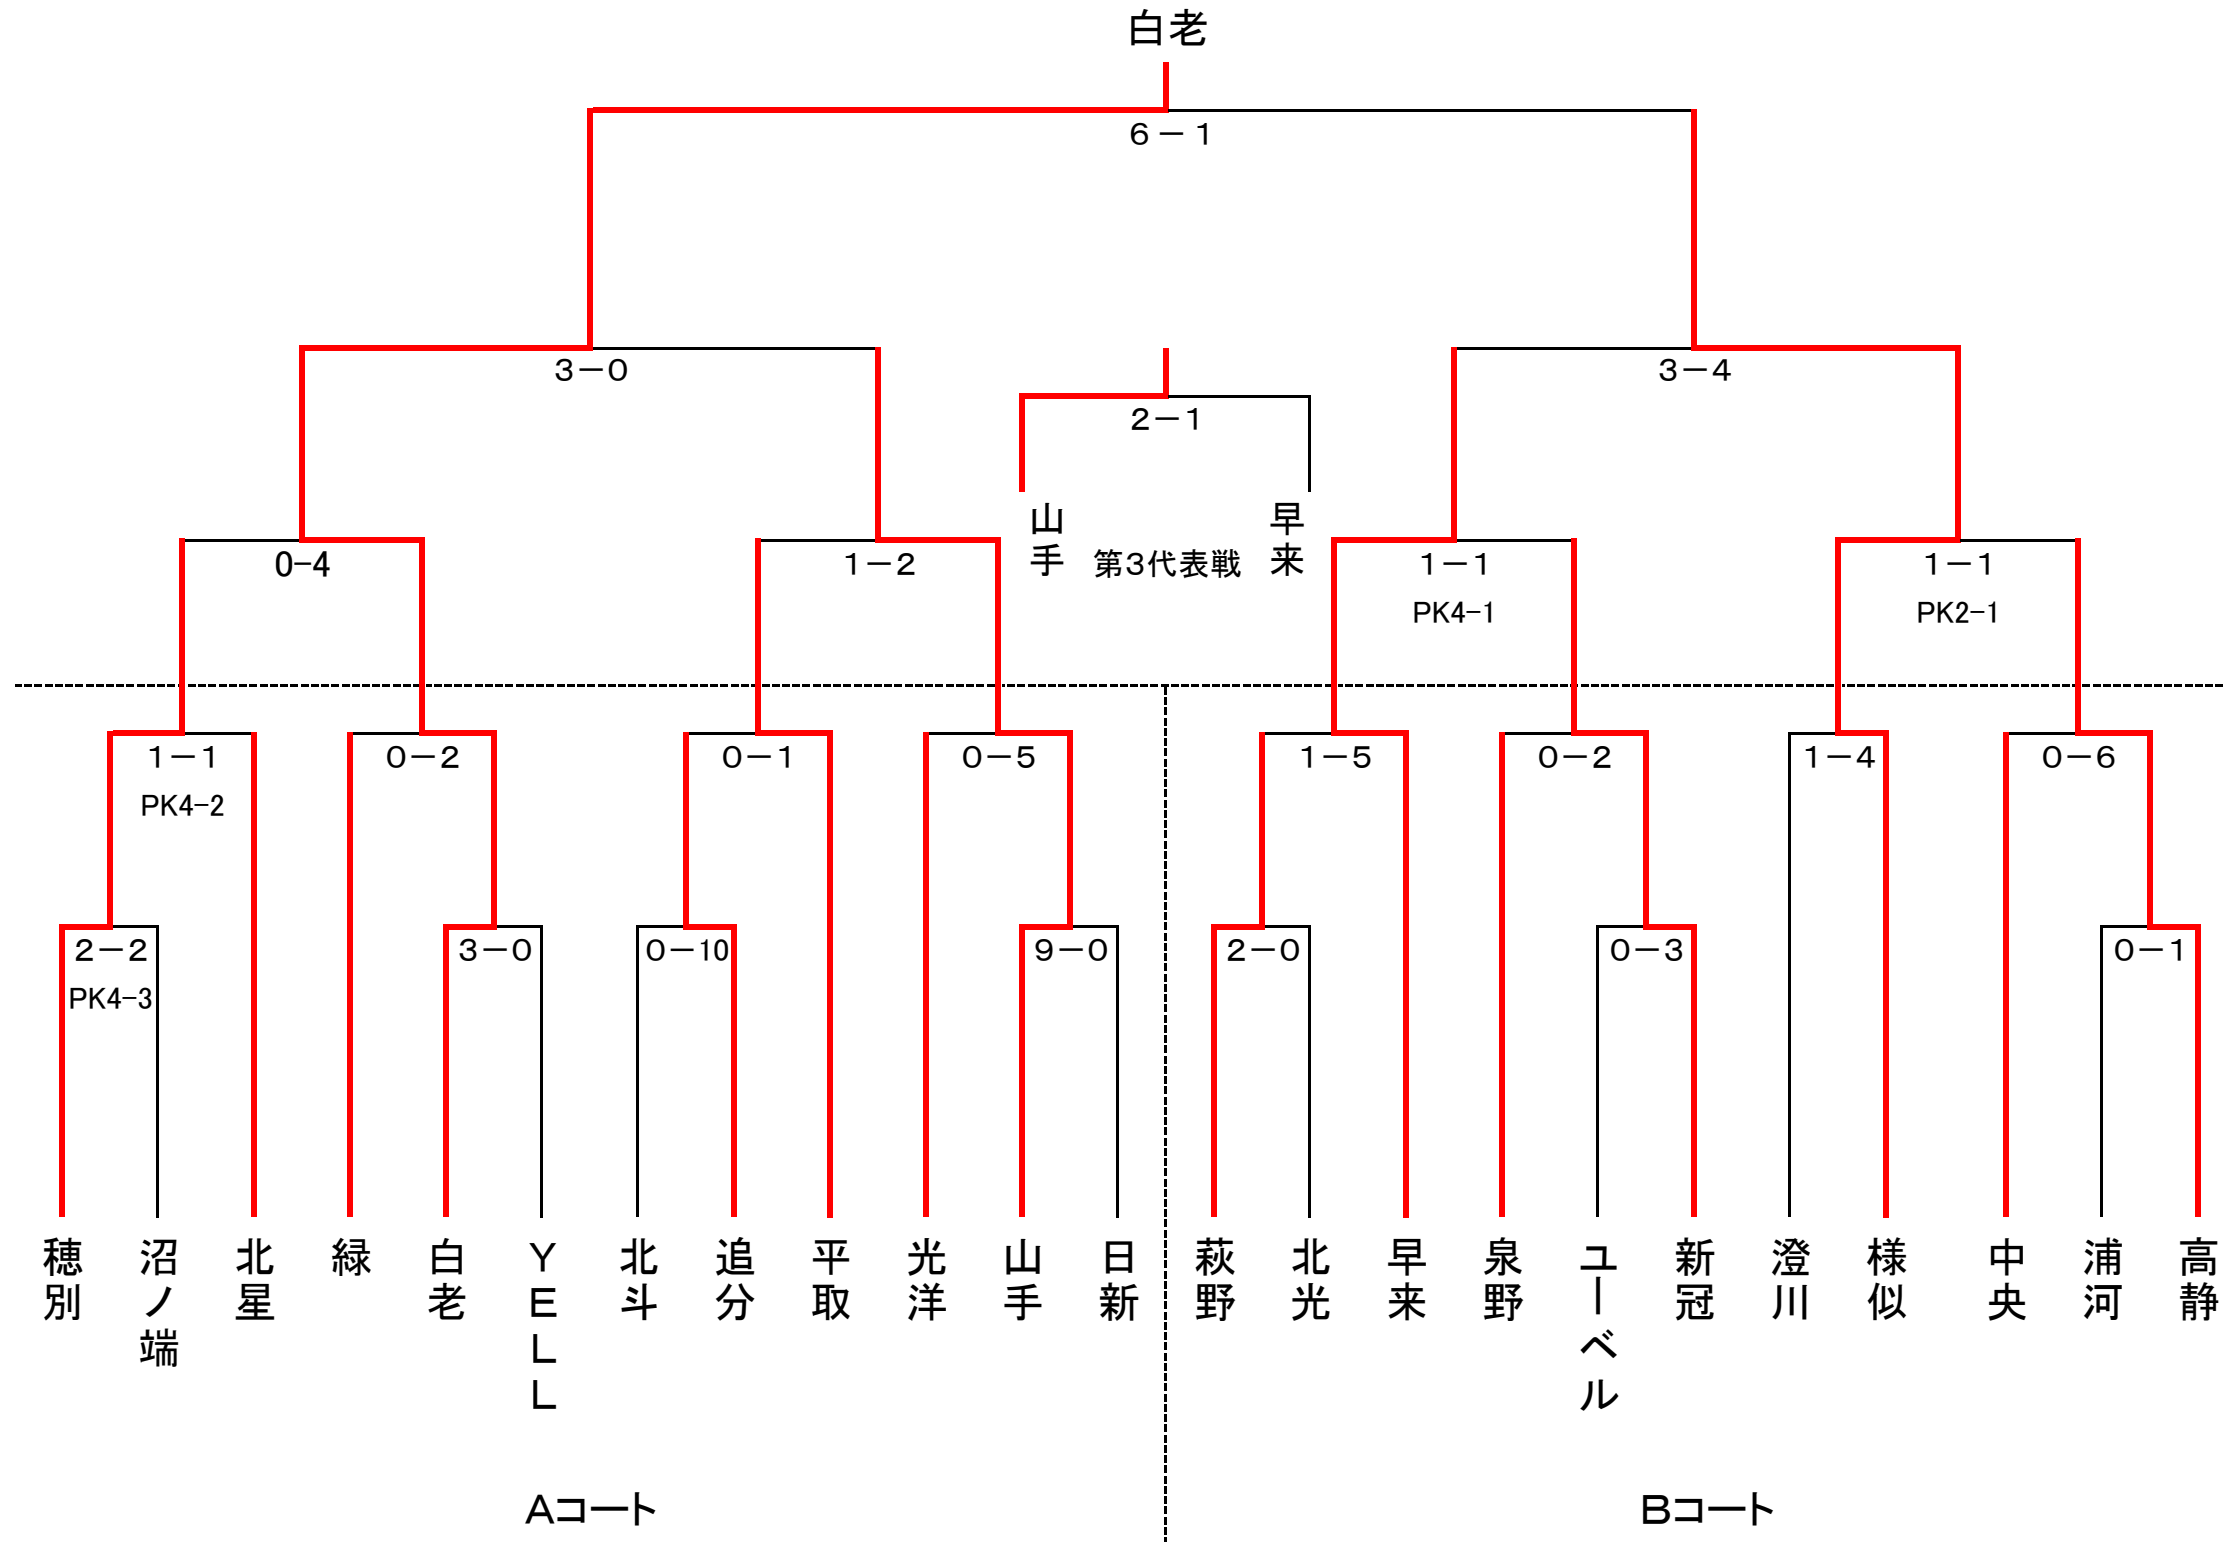 白老
6－1
3－0
3－4
2－1
山手
第3代表戦
早来
0-4
1－2
1－1
PK4-1
1－1
PK2-1
1－1
PK4-2
0－2
0－1
0－5
1－5
0－2
1－4
0－6
2－2
PK4-3
3－0
0－10
9－0
2－0
0－3
0－1
穂別
沼ノ端
北星
緑
白老
ＹＥＬＬ
北斗
追分
平取
光洋
山手
日新
萩野
北光
早来
泉野
ユーベル
新冠
澄川
様似
中央
浦河
高静
Ａコート
Ｂコート